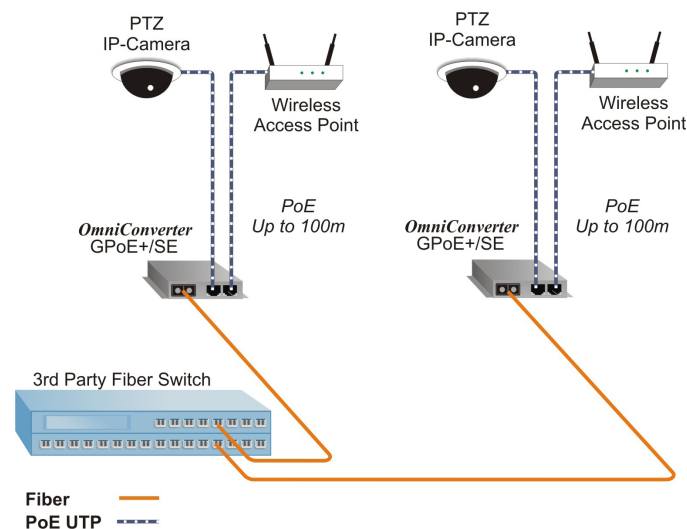 PTZ
IP-Camera
Wireless
Access Point
PoE
Up to 100m
OmniConverter
GPoE+/SE
PTZ
IP-Camera
Wireless
Access Point
PoE
Up to 100m
OmniConverter
GPoE+/SE
3rd Party Fiber Switch
Fiber
PoE UTP